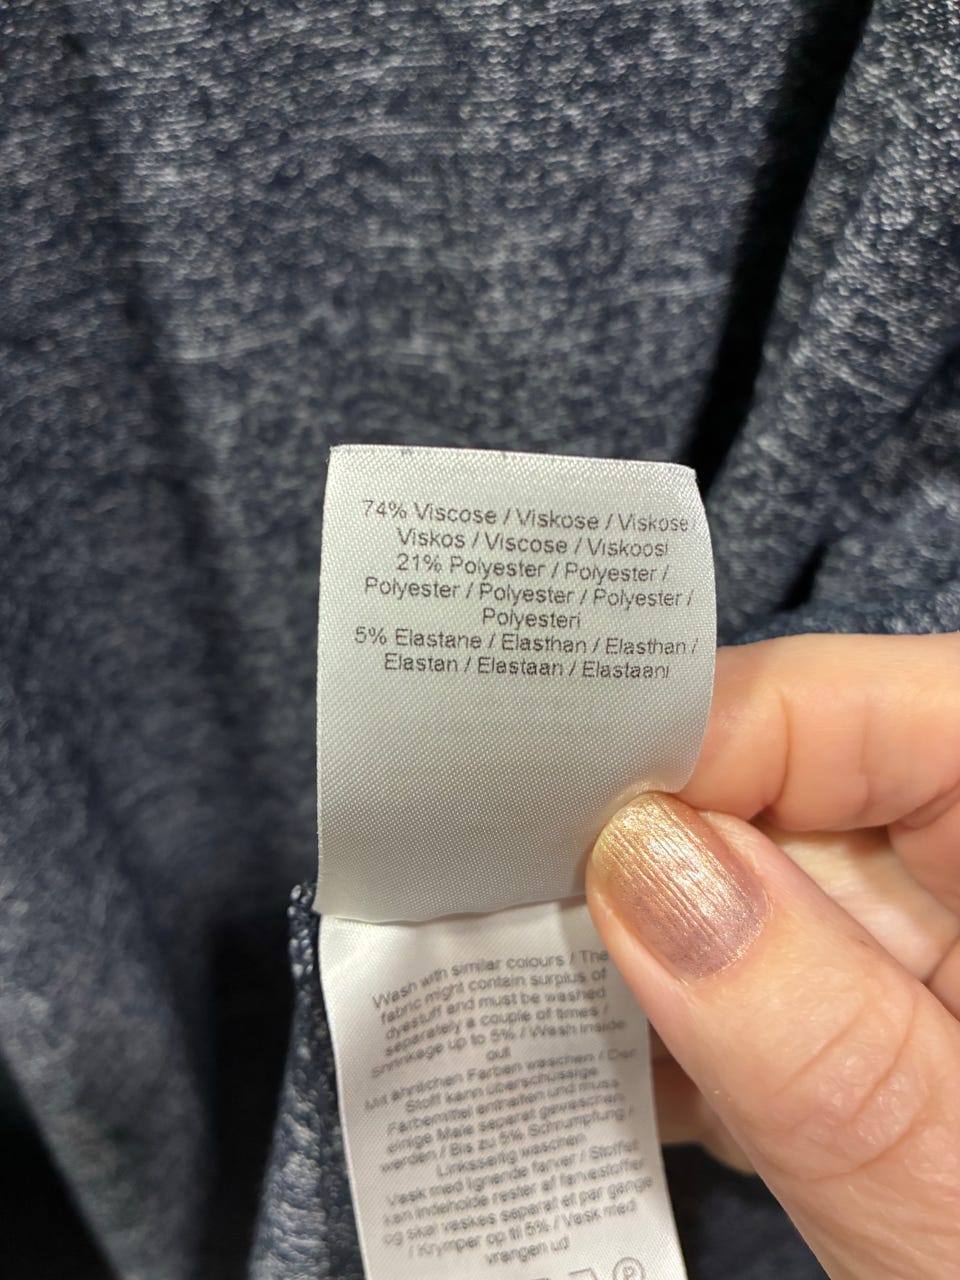 74% Viscose / Viskose / Viskose
Viskos / Viscose / Viskoosi
21% Polyester / Polyester /
Polyester / Polyester / Polyester /
Polyesteri
5% Elastane / Elasthan / Elasthan /
Elastan / Elastaan / Elastaani
Wash with similar colours / The
fabric might contain surplus of
dyestuff and must be washed
separately a couple of times /
Shrinkage up to 5% / Wash inside
out
Mit ähnlichen Farben waschen / Der
Stoff kann überschüssige
Farbemittel enthalten und muss
einige Male separat gewaschen
werden / Bis zu 5% Schrumpfung /
Linksseitig waschen
Vask med lignende farver / Stoffet
kan indeholde rester af farvestoffer
og skal vaskes separat et par gange
/ Krymper op til 5% / Vask med
vrangen ud
P